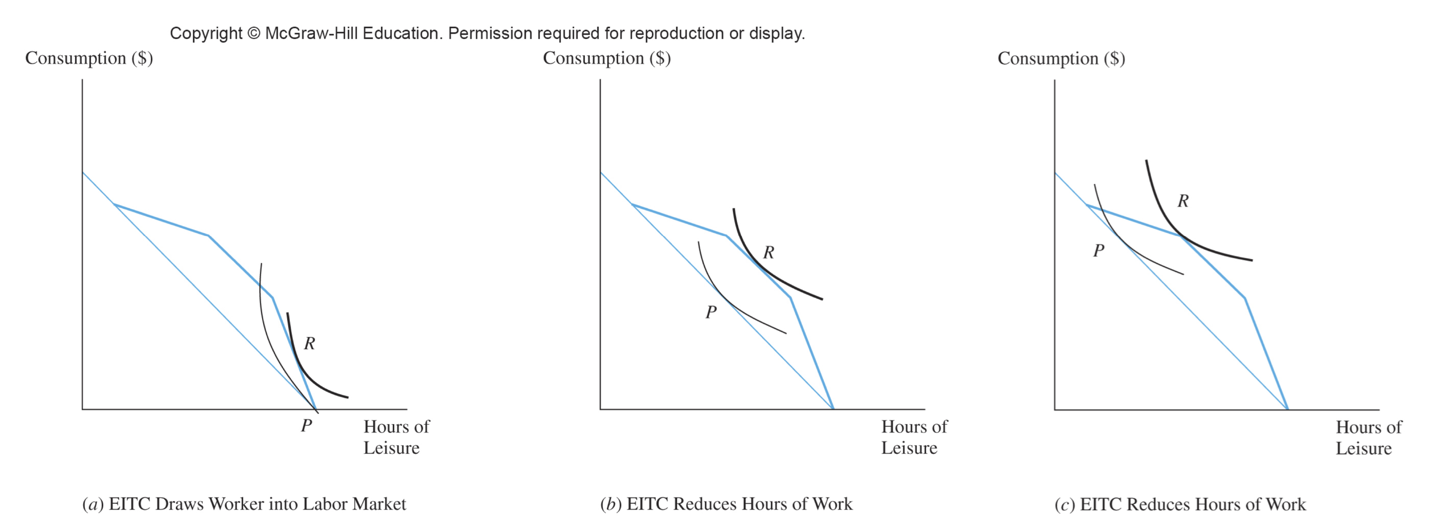 Copyright © McGraw-Hill Education. Permission required for reproduction or display.
Consumption ($)
R
P
Hours of
Leisure
(a) EITC Draws Worker into Labor Market
Consumption ($)
R
P
Hours of
Leisure
(b) EITC Reduces Hours of Work
Consumption ($)
R
P
Hours of
Leisure
(c) EITC Reduces Hours of Work